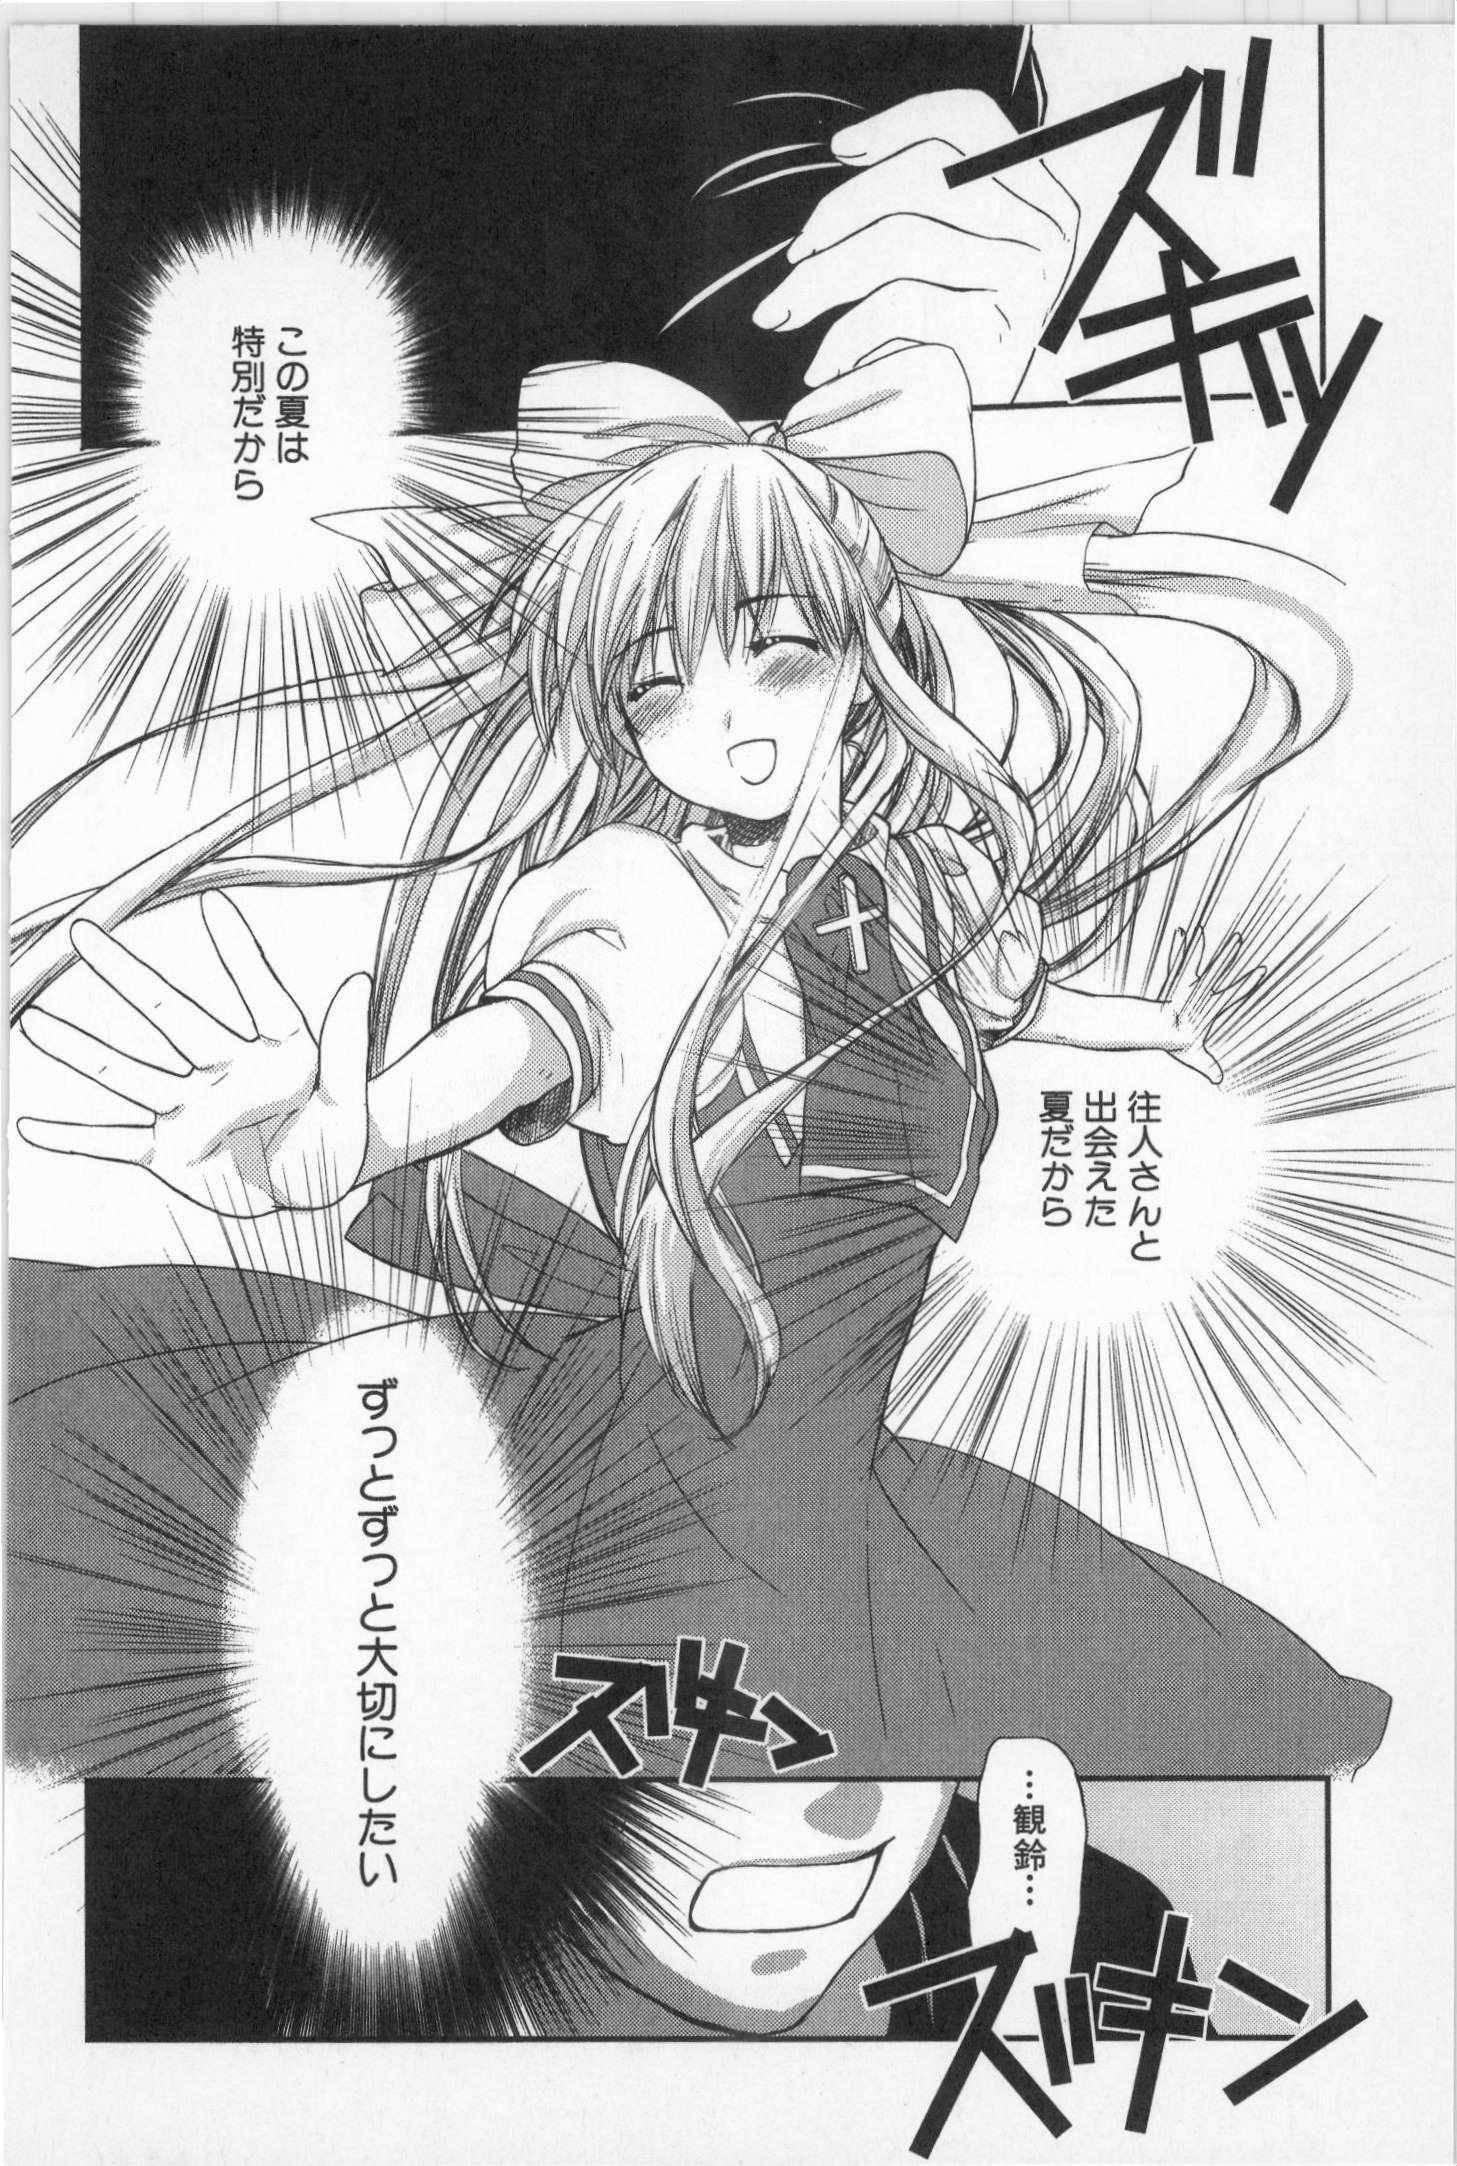 ズキッ
この夏は
特別だから
往人さんと
出会えた
夏だから
ずっとずっと大切にしたい
ズキ
…観鈴…
ズキン